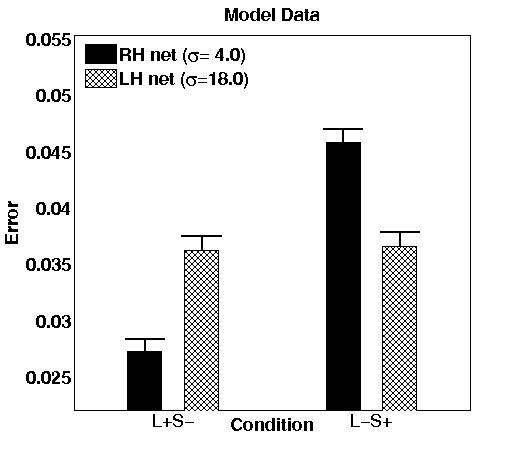 Model Data
0.055
0.05
0.045
0.04
0.035
0.03
0.025
Error
RH net (σ= 4.0)
LH net (σ=18.0)
L+S−
L−S+
Condition